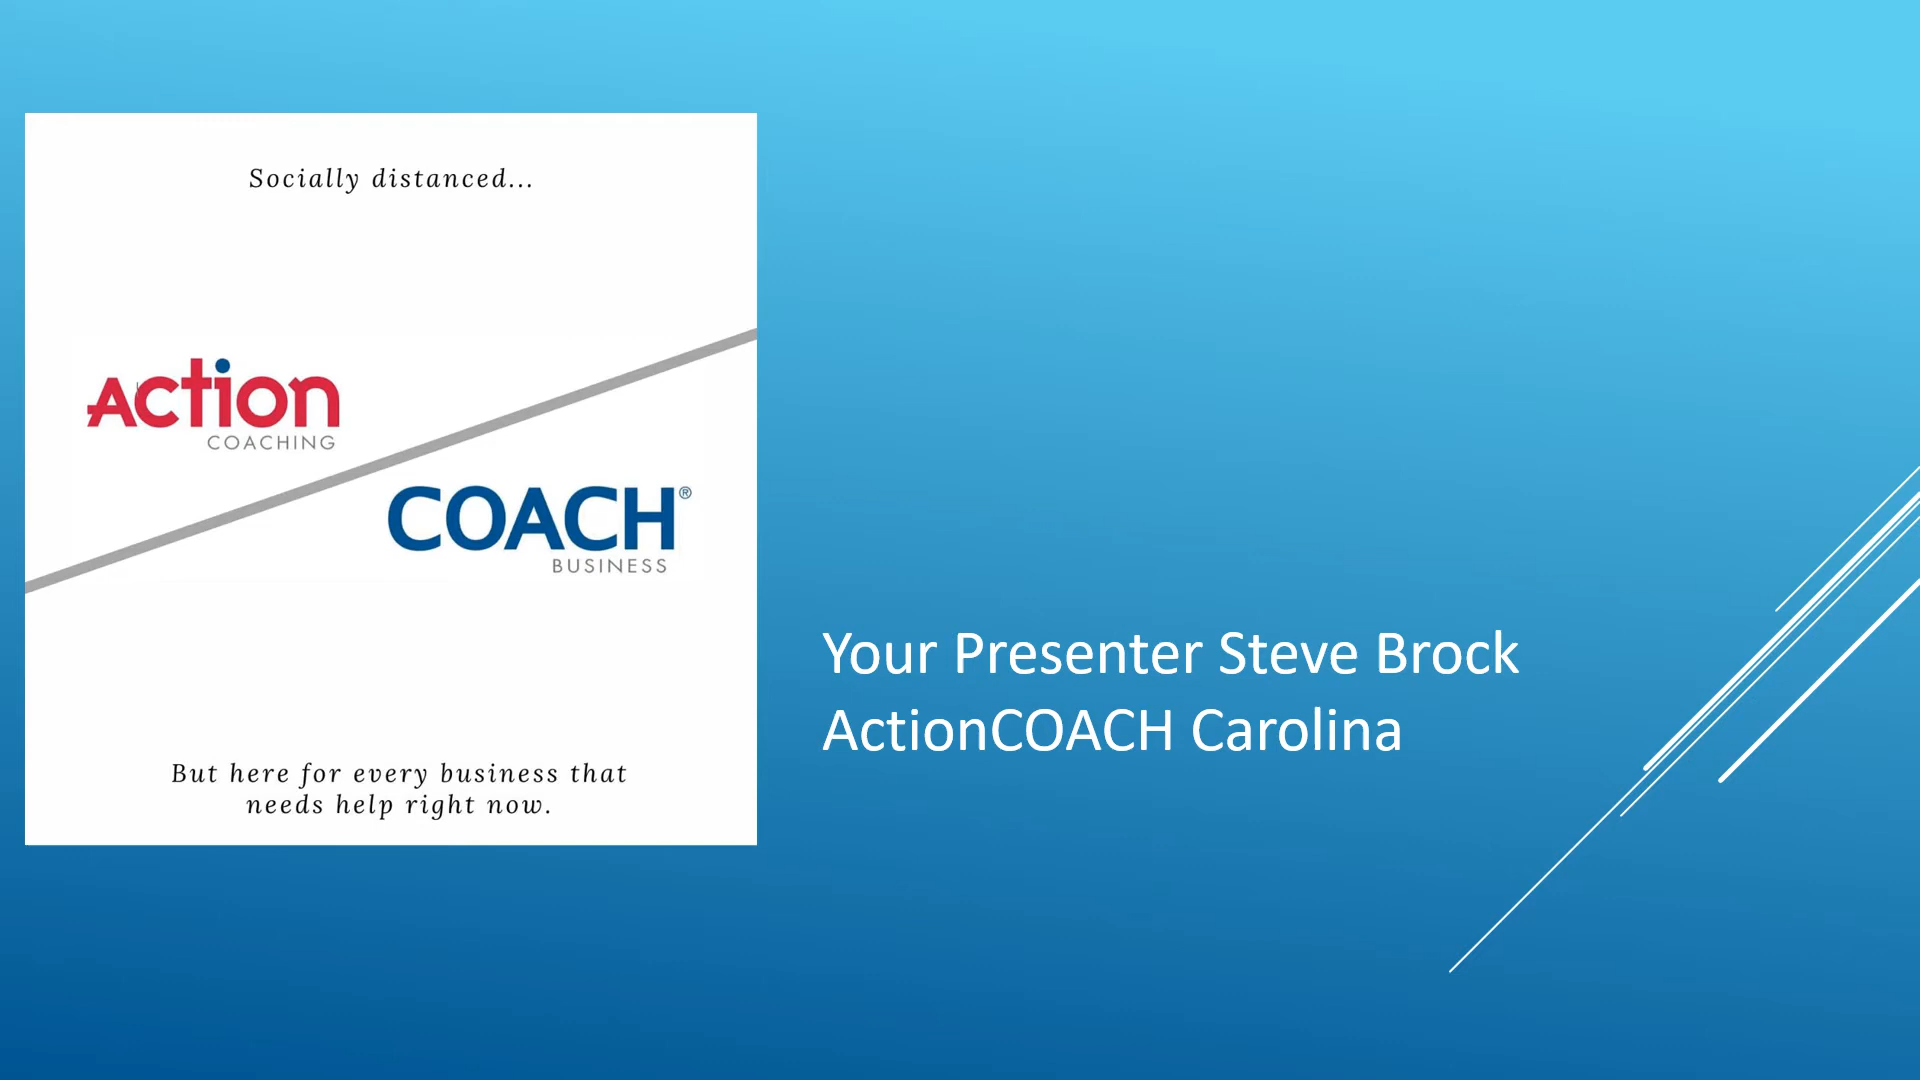 Socially distanced...
Action
COACHING
COACH®
BUSINESS
But here for every business that
needs help right now.
Your Presenter Steve Brock
ActionCOACH Carolina